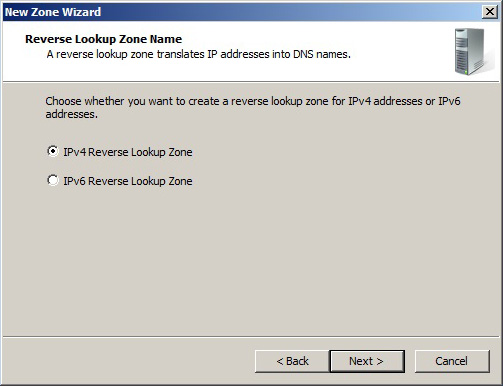 New Zone Wizard
Reverse Lookup Zone Name
A reverse lookup zone translates IP addresses into DNS names.
Choose whether you want to create a reverse lookup zone for IPv4 addresses or IPv6
addresses.
IPv4 Reverse Lookup Zone
IPv6 Reverse Lookup Zone
< Back Next > Cancel